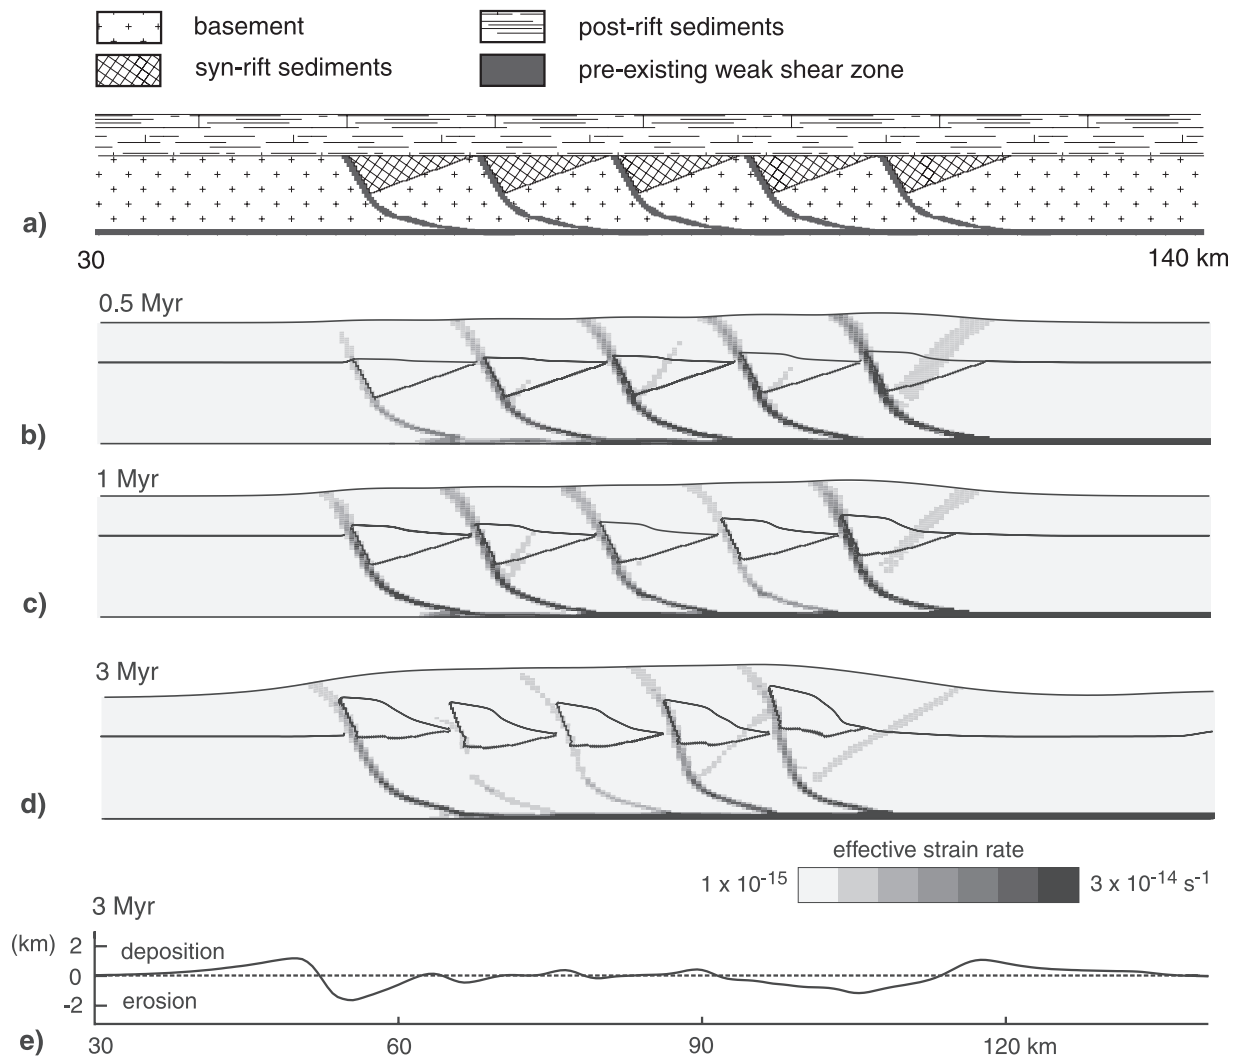 basement
post-rift sediments
syn-rift sediments
pre-existing weak shear zone
a)
30
140 km
0.5 Myr
b)
1 Myr
c)
3 Myr
d)
effective strain rate
1 x 10⁻¹⁵
3 x 10⁻¹⁴ s⁻¹
3 Myr
(km)
2
deposition
0
erosion
-2
e)
30
60
90
120 km